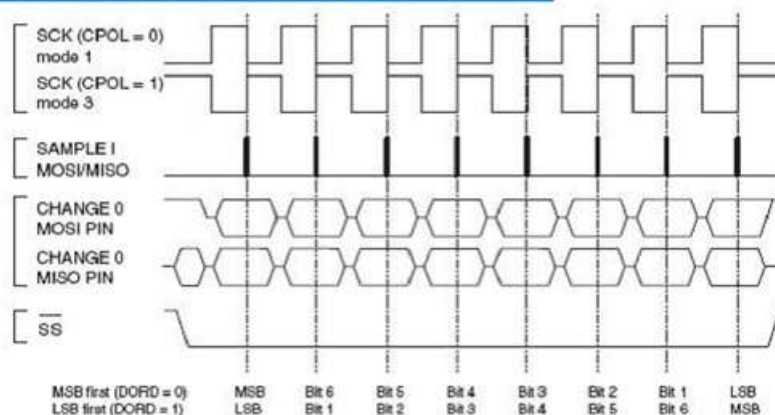 SCK (CPOL = 0)
mode 1
SCK (CPOL = 1)
mode 3
SAMPLE I
MOSI/MISO
CHANGE 0
MOSI PIN
CHANGE 0
MISO PIN
SS
MSB first (DORD = 0) MSB Bit 6 Bit 5 Bit 4 Bit 3 Bit 2 Bit 1 LSB
LSB first (DORD = 1) LSB Bit 1 Bit 2 Bit 3 Bit 4 Bit 5 Bit 6 MSB